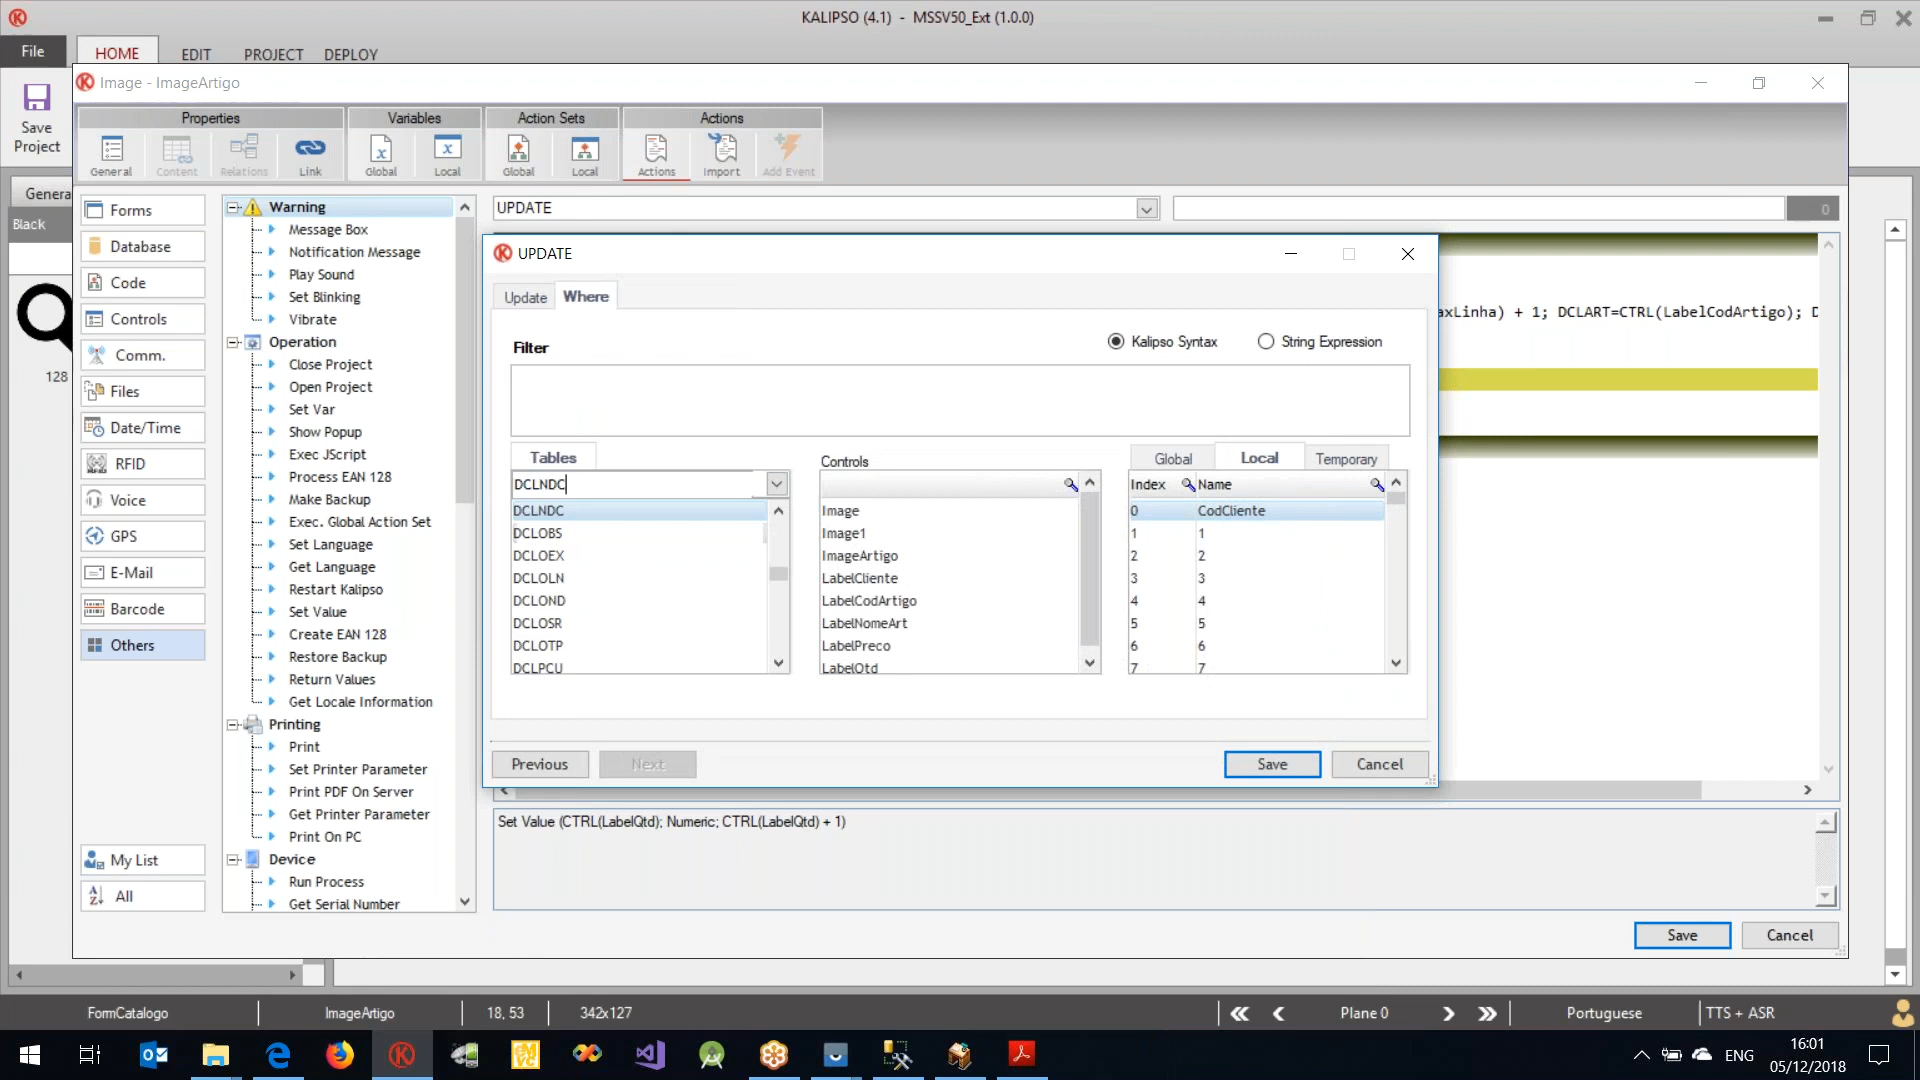 KALIPSO (4.1) - MSSV50_Ext (1.0.0)
File
HOME
EDIT
PROJECT
DEPLOY
Save
Project
Image - ImageArtigo
Properties
Variables
Action Sets
Actions
General
Content
Relations
Link
Global
Local
Global
Local
Actions
Import
Add Event
Genera
Black
128
Forms
Database
Code
Controls
Comm.
Files
Date/Time
RFID
Voice
GPS
E-Mail
Barcode
Others
My List
All
Warning
Message Box
Notification Message
Play Sound
Set Blinking
Vibrate
Operation
Close Project
Open Project
Set Var
Show Popup
Exec JScript
Process EAN 128
Make Backup
Exec. Global Action Set
Set Language
Get Language
Restart Kalipso
Set Value
Create EAN 128
Restore Backup
Return Values
Get Locale Information
Printing
Print
Set Printer Parameter
Print PDF On Server
Get Printer Parameter
Print On PC
Device
Run Process
Get Serial Number
UPDATE
0
axLinha) + 1; DCLART=CTRL(LabelCodArtigo); D
UPDATE
Update
Where
Filter
Kalipso Syntax
String Expression
Tables
DCLNDC
DCLNDC
DCLOBS
DCLOEX
DCLOLN
DCLOND
DCLOSR
DCLOTP
DCLPCU
Controls
Image
Image1
ImageArtigo
LabelCliente
LabelCodArtigo
LabelNomeArt
LabelPreco
LabelQtd
Global
Local
Temporary
Index Name
0 CodCliente
1 1
2 2
3 3
4 4
5 5
6 6
7 7
Previous
Next
Save
Cancel
Set Value (CTRL(LabelQtd); Numeric; CTRL(LabelQtd) + 1)
Save
Cancel
FormCatalogo
ImageArtigo
18, 53
342x127
Plane 0
Portuguese
TTS + ASR
ENG
16:01
05/12/2018